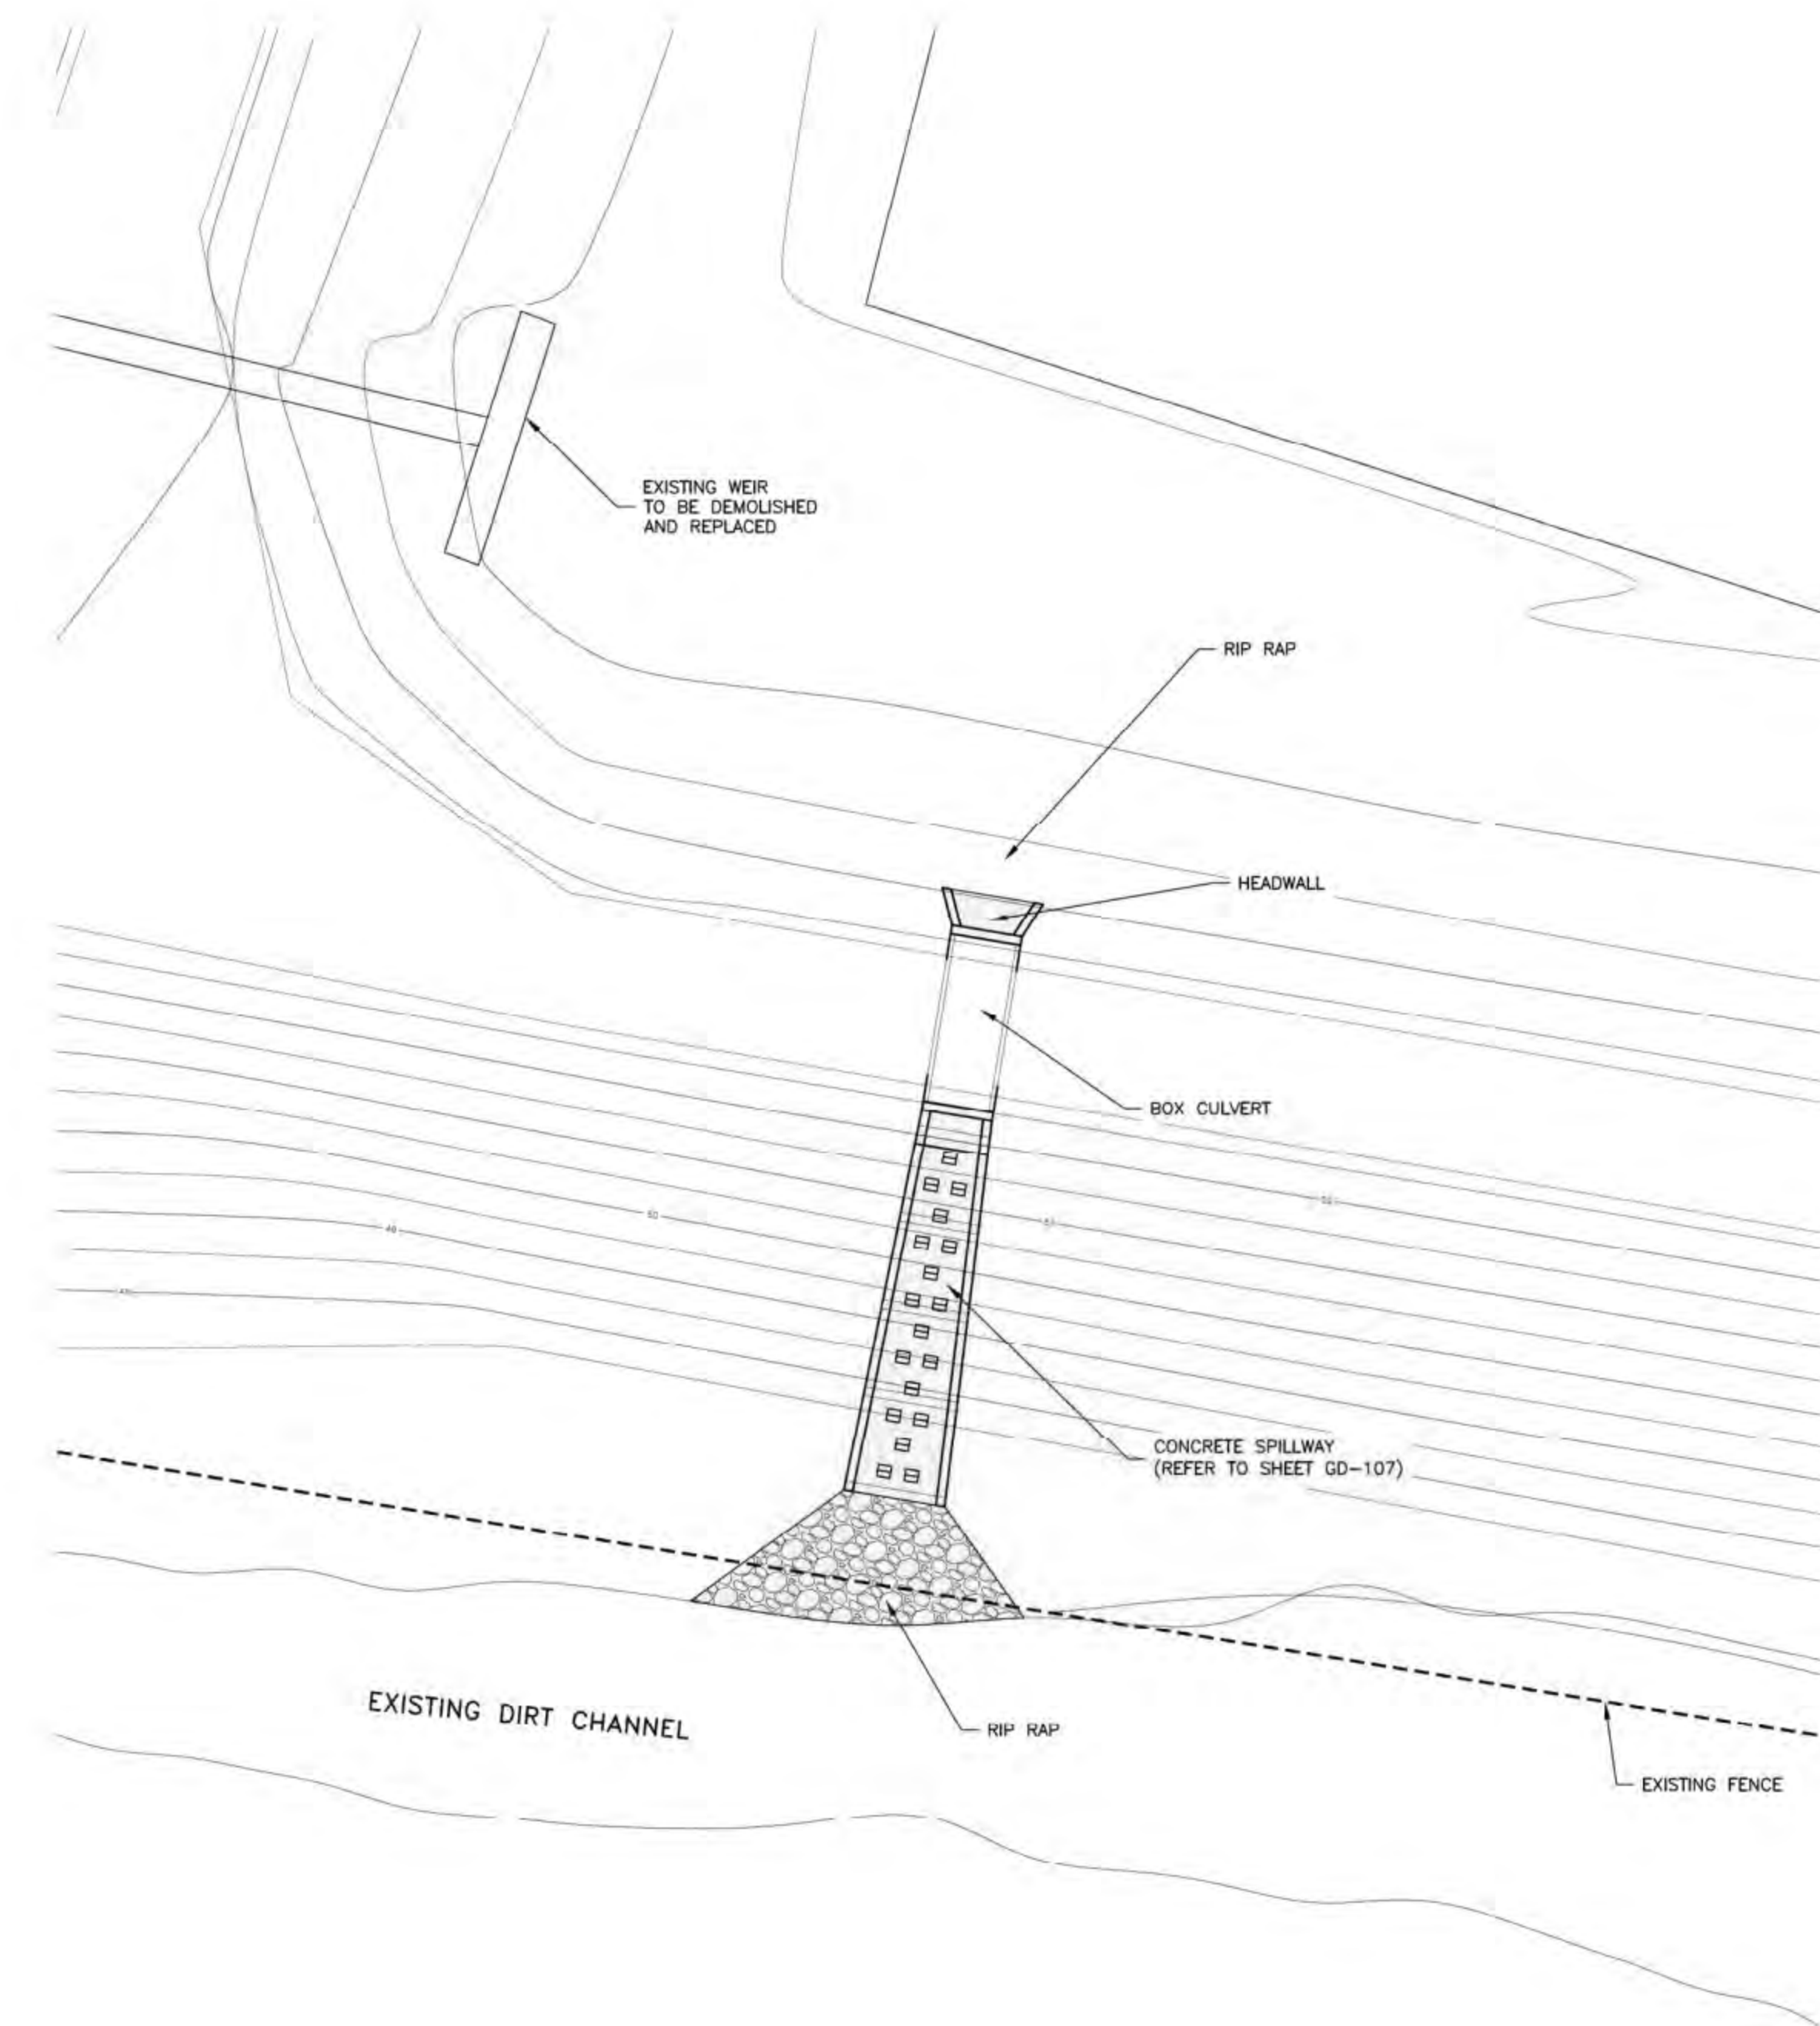 EXISTING WEIR
TO BE DEMOLISHED
AND REPLACED
RIP RAP
HEADWALL
BOX CULVERT
50
CONCRETE SPILLWAY
(REFER TO SHEET GD-107)
EXISTING DIRT CHANNEL
RIP RAP
EXISTING FENCE